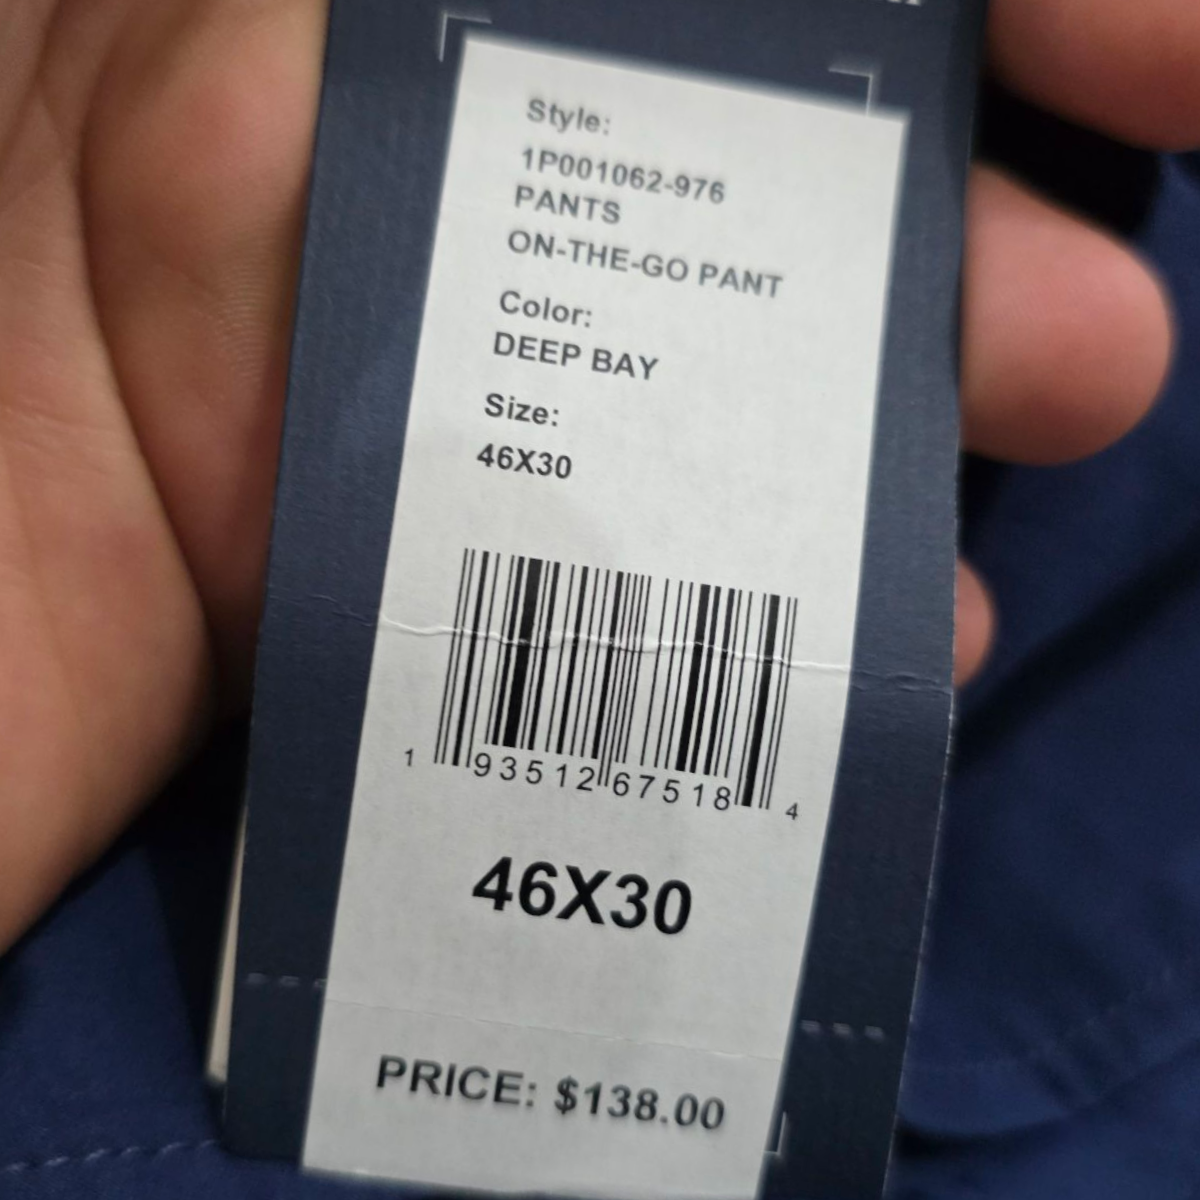 Style:
1P001062-976
PANTS
ON-THE-GO PANT
Color:
DEEP BAY
Size:
46X30
1 93512 67518 4
46X30
PRICE: $138.00